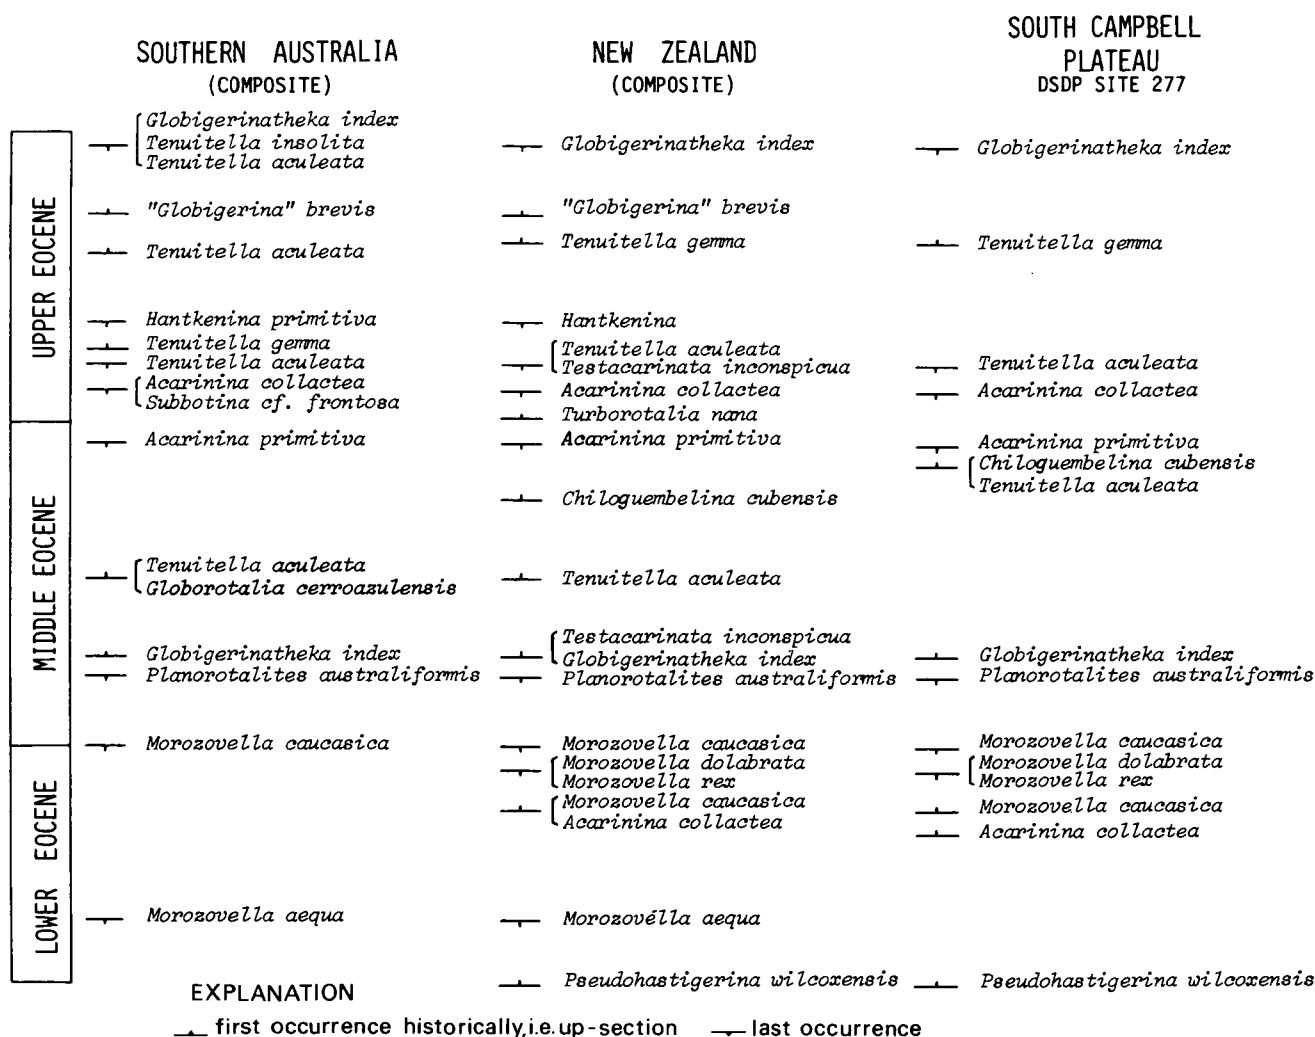 SOUTHERN AUSTRALIA
(COMPOSITE)
Globigerinatheka index
Tenuitella insolita
Tenuitella aculeata
"Globigerina" brevis
Tenuitella aculeata
Hantkenina primitiva
Tenuitella gemma
Tenuitella aculeata
Acarinina collactea
Subbotina cf. frontosa
Acarinina primitiva
Tenuitella aculeata
Globorotalia cerroazulensis
Globigerinatheka index
Planorotalites australiformis
Morozovella caucasica
Morozovella aequa
NEW ZEALAND
(COMPOSITE)
Globigerinatheka index
"Globigerina" brevis
Tenuitella gemma
Hantkenina
Tenuitella aculeata
Testacarinata inconspicua
Acarinina collactea
Turborotalia nana
Acarinina primitiva
Chiloguembelina cubensis
Tenuitella aculeata
Testacarinata inconspicua
Globigerinatheka index
Planorotalites australiformis
Morozovella caucasica
Morozovella dolabrata
Morozovella rex
Morozovella caucasica
Acarinina collactea
Morozovélla aequa
Pseudohastigerina wilcoxensis
SOUTH CAMPBELL
PLATEAU
DSDP SITE 277
Globigerinatheka index
Tenuitella gemma
Tenuitella aculeata
Acarinina collactea
Acarinina primitiva
Chiloguembelina cubensis
Tenuitella aculeata
Globigerinatheka index
Planorotalites australiformis
Morozovella caucasica
Morozovella dolabrata
Morozovella rex
Morozovella caucasica
Acarinina collactea
Pseudohastigerina wilcoxensis
UPPER EOCENE
MIDDLE EOCENE
LOWER EOCENE
EXPLANATION
first occurrence historically, i.e. up-section
last occurrence